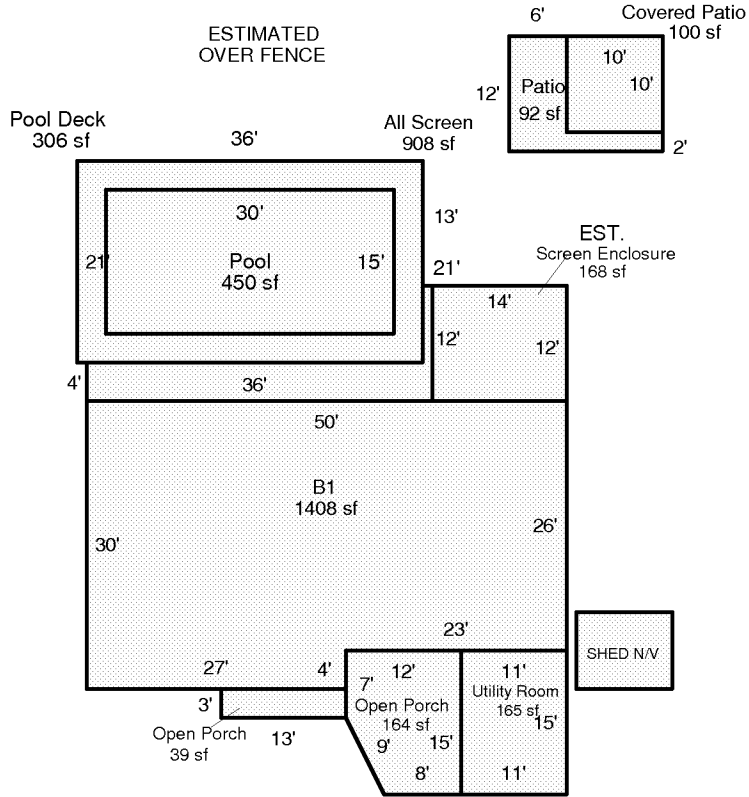 ESTIMATED
OVER FENCE
6'
Covered Patio
100 sf
10'
10'
12'
Patio
92 sf
2'
Pool Deck
306 sf
36'
All Screen
908 sf
30'
13'
21'
Pool
450 sf
15'
21'
EST.
Screen Enclosure
168 sf
14'
12'
12'
4'
36'
50'
B1
1408 sf
30'
26'
23'
27'
4'
7'
12'
11'
SHED N/V
Utility Room
165 sf
15'
3'
Open Porch
39 sf
13'
Open Porch
164 sf
9'
15'
8'
11'